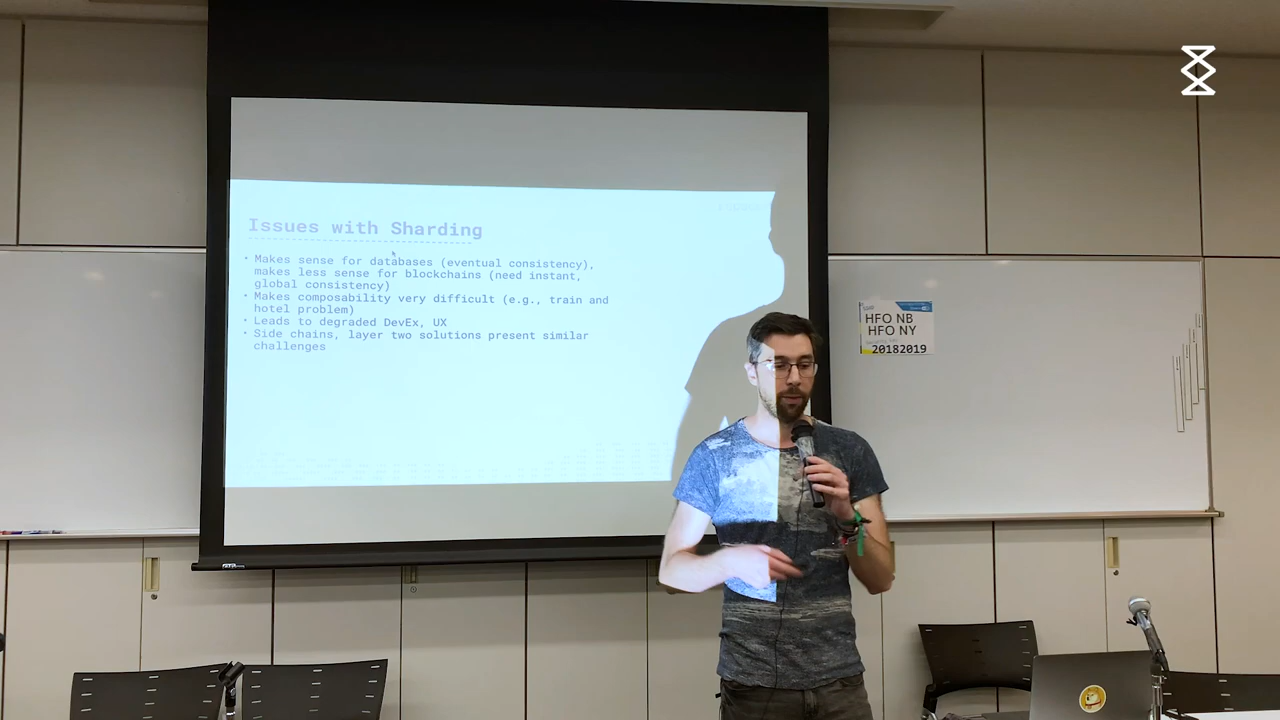 Issues with Sharding
• Makes sense for databases (eventual consistency),
makes less sense for blockchains (need instant,
global consistency)
• Makes composability very difficult (e.g., train and
hotel problem)
• Leads to degraded DevEx, UX
• Side chains, layer two solutions present similar
challenges
HFO NB
HFO NY
20182019